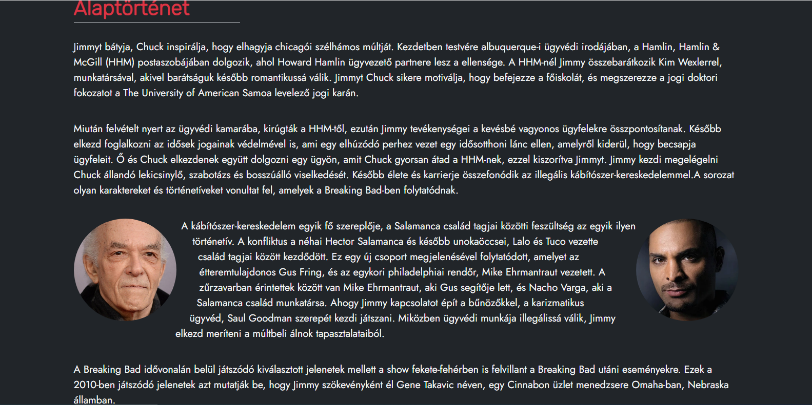 Alaptörténet
Jimmyt bátyja, Chuck inspirálja, hogy elhagyja chicagói szélhámos múltját. Kezdetben testvére albuquerque-i ügyvédi irodájában, a Hamlin, Hamlin &
McGill (HHM) postaszobájában dolgozik, ahol Howard Hamlin ügyvezető partnere lesz a ellensége. A HHM-nél Jimmy összebarátkozik Kim Wexlerrel,
munkatársával, akivel barátságuk később romantikussá válik. Jimmyt Chuck sikere motiválja, hogy befejezze a főiskolát, és megszerezze a jogi doktori
fokozatot a The University of American Samoa levelező jogi karán.
Miután felvételt nyert az ügyvédi kamarába, kirúgták a HHM-től, ezután Jimmy tevékenységei a kevésbé vagyonos ügyfelekre összpontosítanak. Később
elkezd foglalkozni az idősek jogainak védelmével is, ami egy elhúzódó perhez vezet egy idősotthoni lánc ellen, amelyről kiderül, hogy becsapja
ügyfeleit. Ő és Chuck elkezdenek együtt dolgozni egy ügyön, amit Chuck gyorsan átad a HHM-nek, ezzel kiszorítva Jimmyt. Jimmy kezdi megelégelni
Chuck állandó lekicsinylő, szabotázs és bosszúálló viselkedését. Később élete és karrierje összefonódik az illegális kábítószer-kereskedelemmel.A sorozat
olyan karaktereket és történetíveket vonultat fel, amelyek a Breaking Bad-ben folytatódnak.
A kábítószer-kereskedelem egyik fő szereplője, a Salamanca család tagjai közötti feszültség az egyik ilyen
történetív. A konfliktus a néhai Hector Salamanca és később unokaöccsei, Lalo és Tuco vezette
család tagjai között kezdődött. Ez egy új csoport megjelenésével folytatódott, amelyet az
étteremtulajdonos Gus Fring, és az egykori philadelphiai rendőr, Mike Ehrmantraut vezetett. A
zűrzavarban érintettek között van Mike Ehrmantraut, aki Gus segítője lett, és Nacho Varga, aki a
Salamanca család munkatársa. Ahogy Jimmy kapcsolatot épít a bűnözőkkel, a karizmatikus
ügyvéd, Saul Goodman szerepét kezdi játszani. Miközben ügyvédi munkája illegálissá válik, Jimmy
elkezd meríteni a múltbeli álnok tapasztalataiból.
A Breaking Bad idővonalán belül játszódó kiválasztott jelenetek mellett a show fekete-fehérben is felvillant a Breaking Bad utáni eseményekre. Ezek a
2010-ben játszódó jelenetek azt mutatják be, hogy Jimmy szökevényként él Gene Takavic néven, egy Cinnabon üzlet menedzsere Omaha-ban, Nebraska
államban.